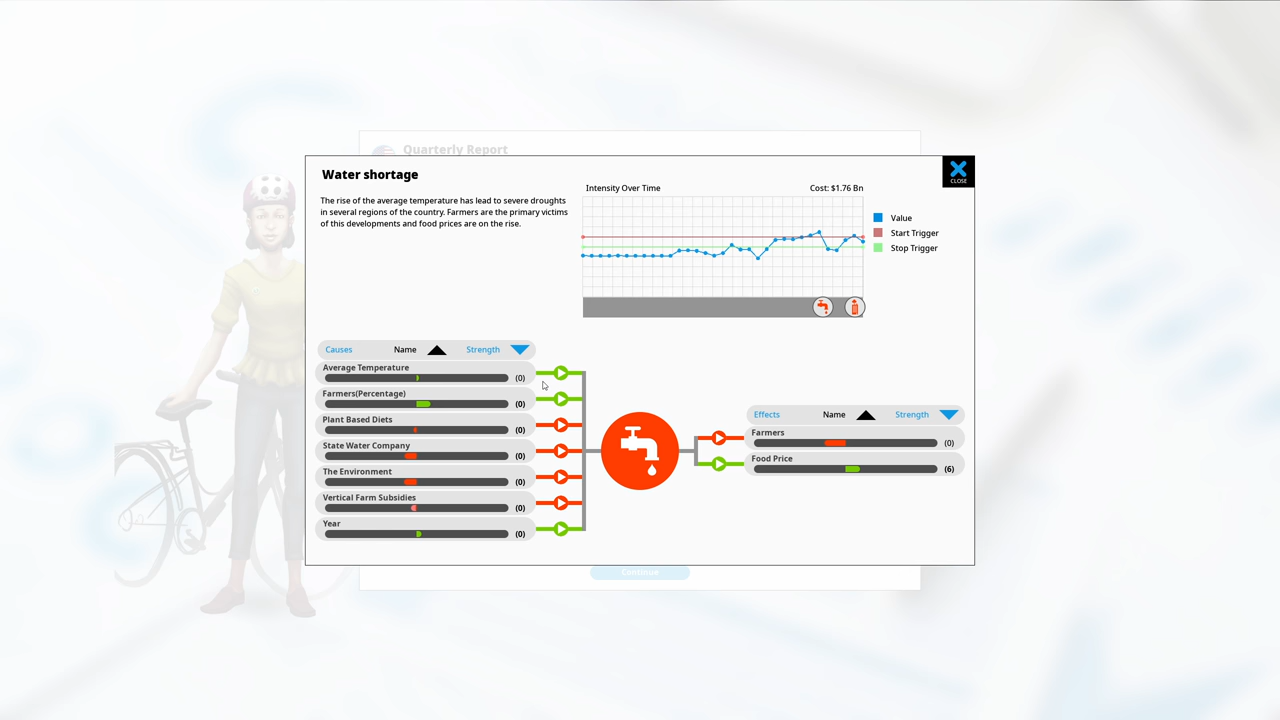 Quarterly Report
Water shortage
CLOSE
The rise of the average temperature has lead to severe droughts
in several regions of the country. Farmers are the primary victims
of this developments and food prices are on the rise.
Intensity Over Time
Cost: $1.76 Bn
Value
Start Trigger
Stop Trigger
Causes Name Strength
Average Temperature
(0)
Farmers(Percentage)
(0)
Plant Based Diets
(0)
State Water Company
(0)
The Environment
(0)
Vertical Farm Subsidies
(0)
Year
(0)
Effects Name Strength
Farmers
(0)
Food Price
(6)
Continue